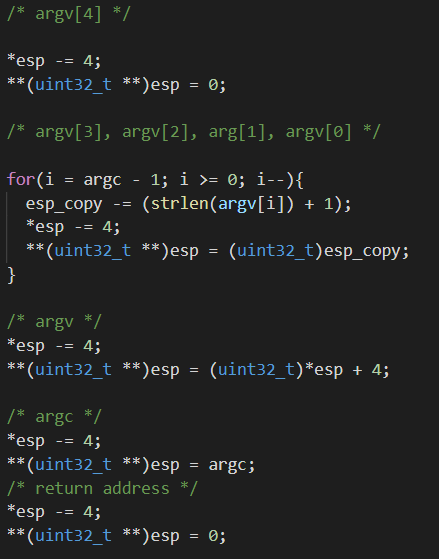 /* argv[4] */
*esp -= 4;
**(uint32_t **)esp = 0;
/* argv[3], argv[2], arg[1], argv[0] */
for(i = argc - 1; i >= 0; i--){
esp_copy -= (strlen(argv[i]) + 1);
*esp -= 4;
**(uint32_t **)esp = (uint32_t)esp_copy;
}
/* argv */
*esp -= 4;
**(uint32_t **)esp = (uint32_t)*esp + 4;
/* argc */
*esp -= 4;
**(uint32_t **)esp = argc;
/* return address */
*esp -= 4;
**(uint32_t **)esp = 0;